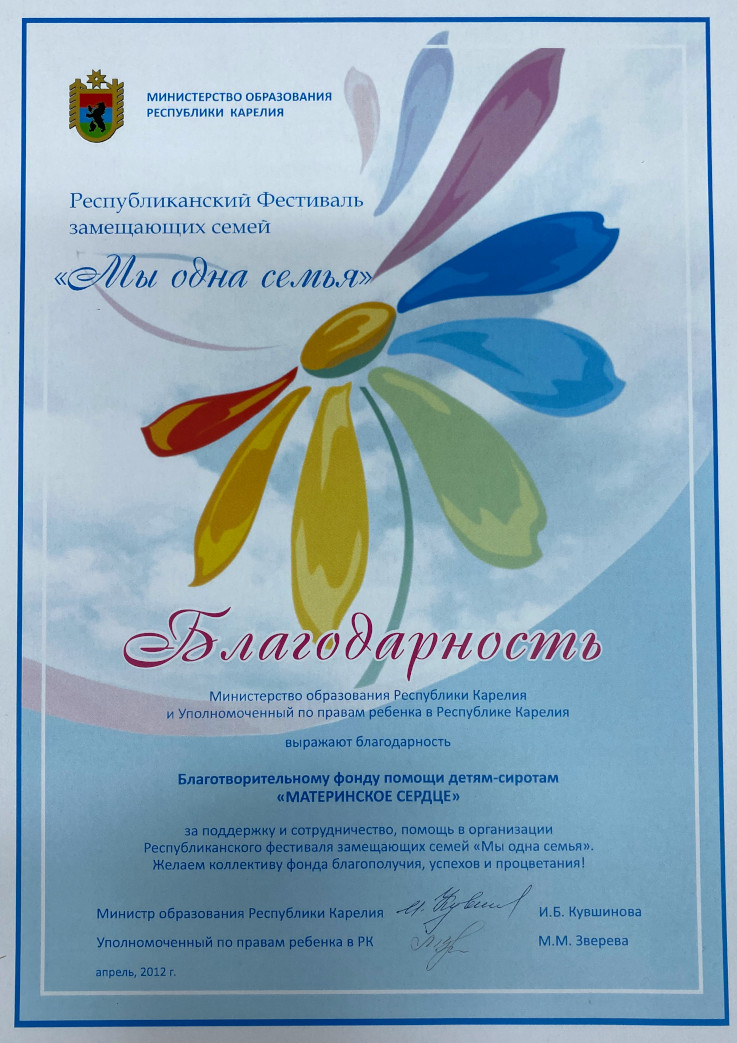 МИНИСТЕРСТВО ОБРАЗОВАНИЯ
РЕСПУБЛИКИ КАРЕЛИЯ
Республиканский Фестиваль
замещающих семей
«Мы одна семья»
Благодарность
Министерство образования Республики Карелия
и Уполномоченный по правам ребенка в Республике Карелия
выражают благодарность
Благотворительному фонду помощи детям-сиротам
«МАТЕРИНСКОЕ СЕРДЦЕ»
за поддержку и сотрудничество, помощь в организации
Республиканского фестиваля замещающих семей «Мы одна семья».
Желаем коллективу фонда благополучия, успехов и процветания!
Министр образования Республики Карелия И.Б. Кувшинова
Уполномоченный по правам ребенка в РК М.М. Зверева
апрель, 2012 г.